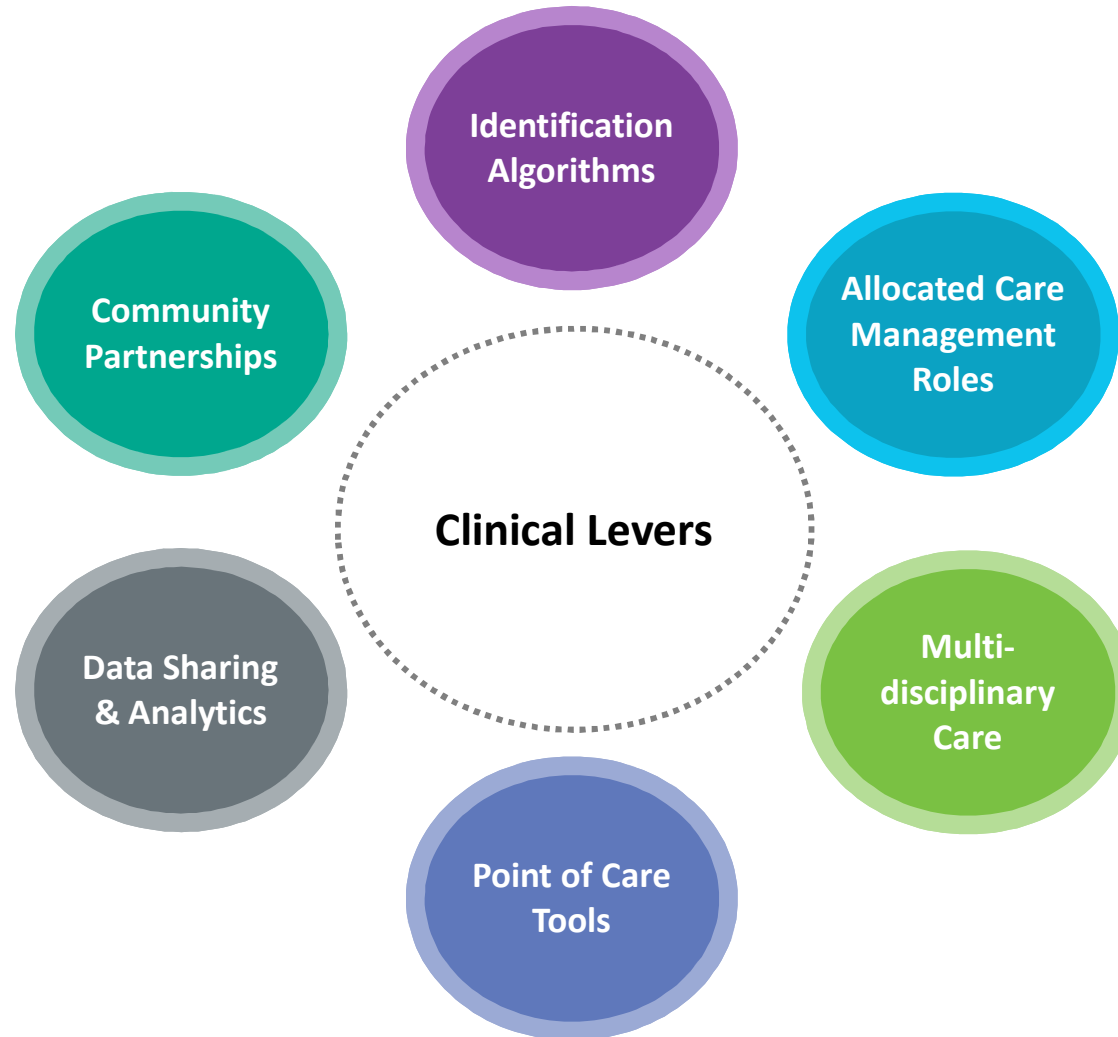 Identification
Algorithms
Allocated Care
Management
Roles
Community
Partnerships
Clinical Levers
Multi-
disciplinary
Care
Data Sharing
& Analytics
Point of Care
Tools